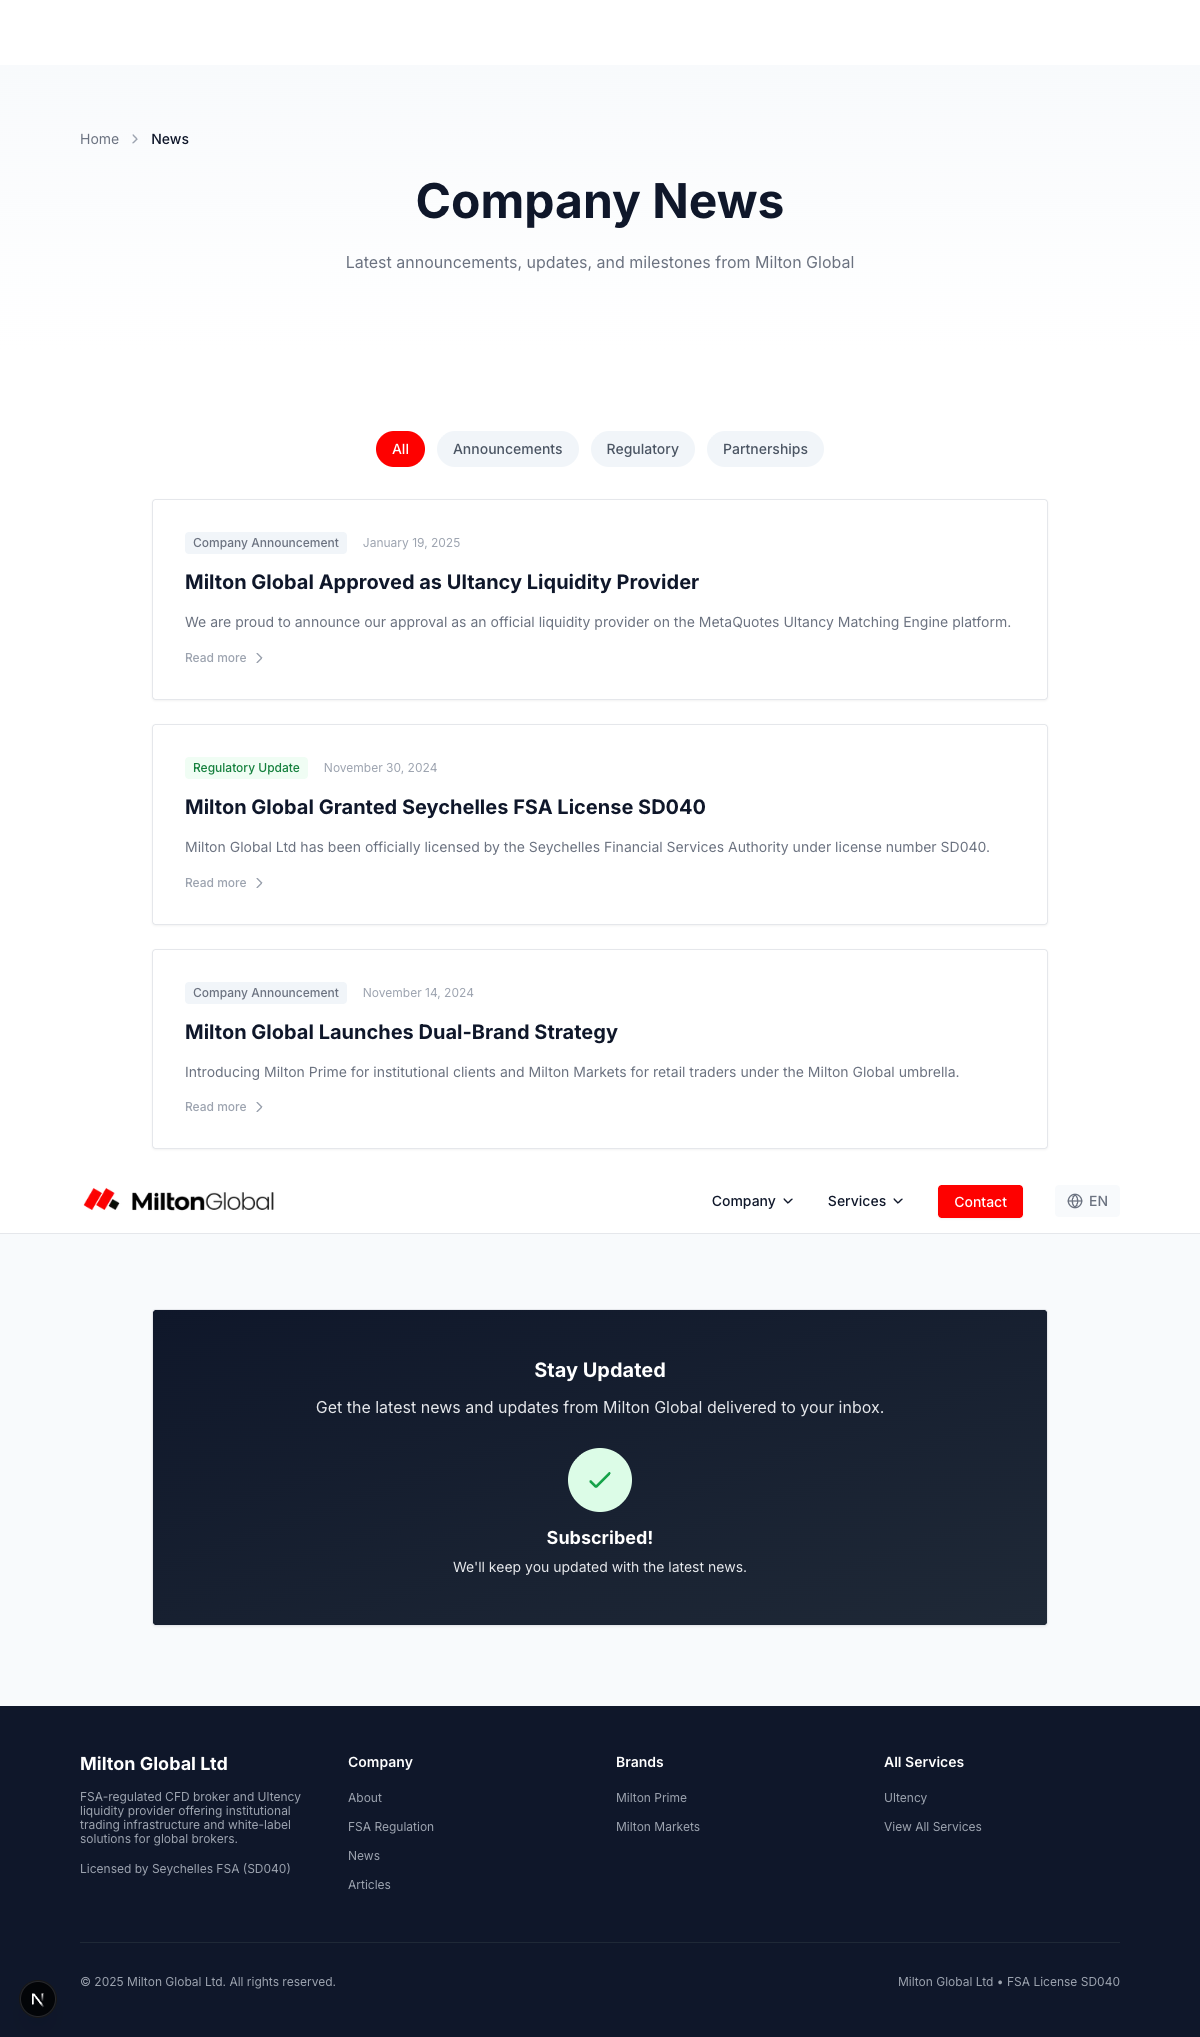 Home
News
Company News
Latest announcements, updates, and milestones from Milton Global
All
Announcements
Regulatory
Partnerships
Company Announcement
January 19, 2025
Milton Global Approved as Ultancy Liquidity Provider
We are proud to announce our approval as an official liquidity provider on the MetaQuotes Ultancy Matching Engine platform.
Read more
Regulatory Update
November 30, 2024
Milton Global Granted Seychelles FSA License SD040
Milton Global Ltd has been officially licensed by the Seychelles Financial Services Authority under license number SD040.
Read more
Company Announcement
November 14, 2024
Milton Global Launches Dual-Brand Strategy
Introducing Milton Prime for institutional clients and Milton Markets for retail traders under the Milton Global umbrella.
Read more
MiltonGlobal
Company
Services
Contact
EN
Stay Updated
Get the latest news and updates from Milton Global delivered to your inbox.
Subscribed!
We'll keep you updated with the latest news.
Milton Global Ltd
FSA-regulated CFD broker and Ultency
liquidity provider offering institutional
trading infrastructure and white-label
solutions for global brokers.
Licensed by Seychelles FSA (SD040)
Company
About
FSA Regulation
News
Articles
Brands
Milton Prime
Milton Markets
All Services
Ultency
View All Services
© 2025 Milton Global Ltd. All rights reserved.
Milton Global Ltd • FSA License SD040
N